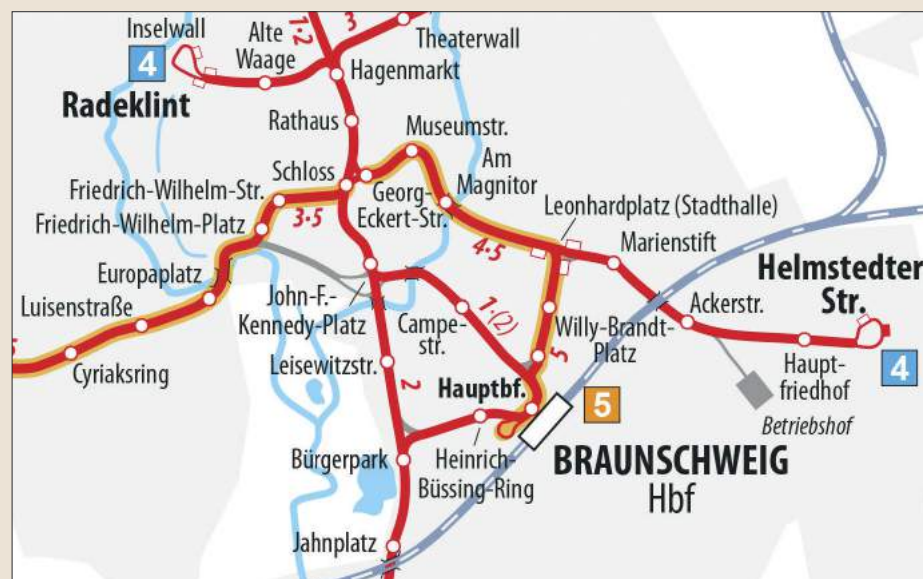 Inselwall
4
Radeklint
Alte
Waage
1·2
3
Theaterwall
Hagenmarkt
Rathaus
Museumstr.
Schloss
Am
Magnitor
Friedrich-Wilhelm-Str.
Georg-
Eckert-Str.
3·5
Friedrich-Wilhelm-Platz
Leonhardplatz (Stadthalle)
4·5
Marienstift
Europaplatz
Helmstedter
Str.
Luisenstraße
John-F.-
Kennedy-Platz
1·(2)
Campe-
str.
Willy-Brandt-
Platz
Ackerstr.
5
Cyriaksring
Leisewitzstr.
2
Hauptbf.
5
Haupt-
friedhof
4
Betriebshof
Bürgerpark
Heinrich-
Büssing-Ring
BRAUNSCHWEIG
Hbf
Jahnplatz